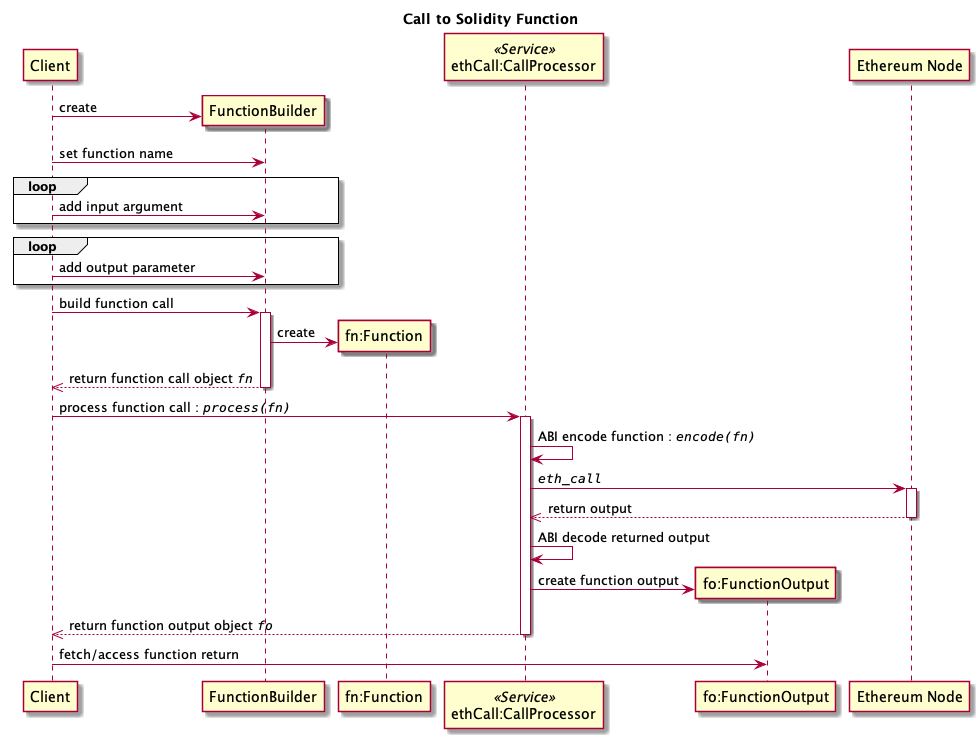 Call to Solidity Function
Client
«Service»
ethCall:CallProcessor
Ethereum Node
create
FunctionBuilder
set function name
loop
add input argument
loop
add output parameter
build function call
create
fn:Function
return function call object fn
process function call : process(fn)
ABI encode function : encode(fn)
eth_call
return output
ABI decode returned output
create function output
fo:FunctionOutput
return function output object fo
fetch/access function return
Client
FunctionBuilder
fn:Function
«Service»
ethCall:CallProcessor
fo:FunctionOutput
Ethereum Node